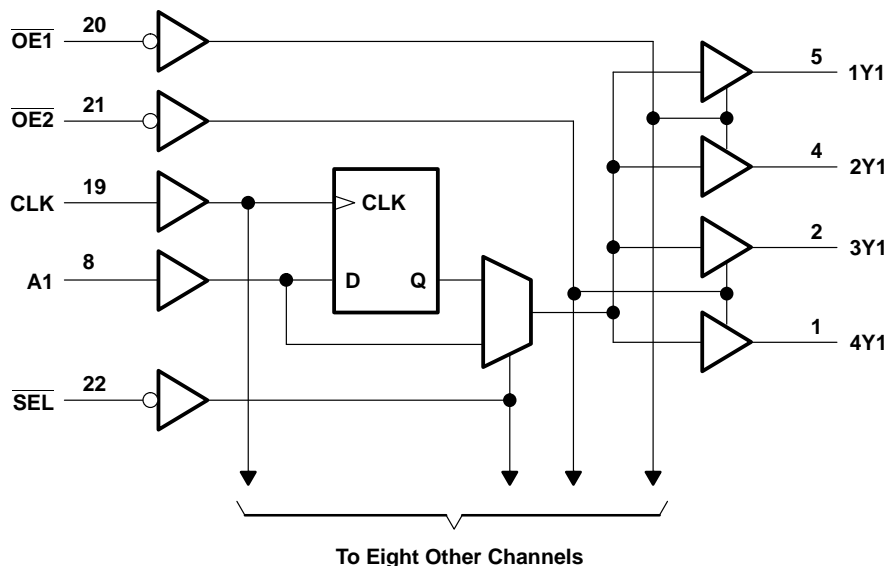 OE1 20
OE2 21
CLK 19
A1 8
SEL 22
CLK
D Q
5 1Y1
4 2Y1
2 3Y1
1 4Y1
To Eight Other Channels